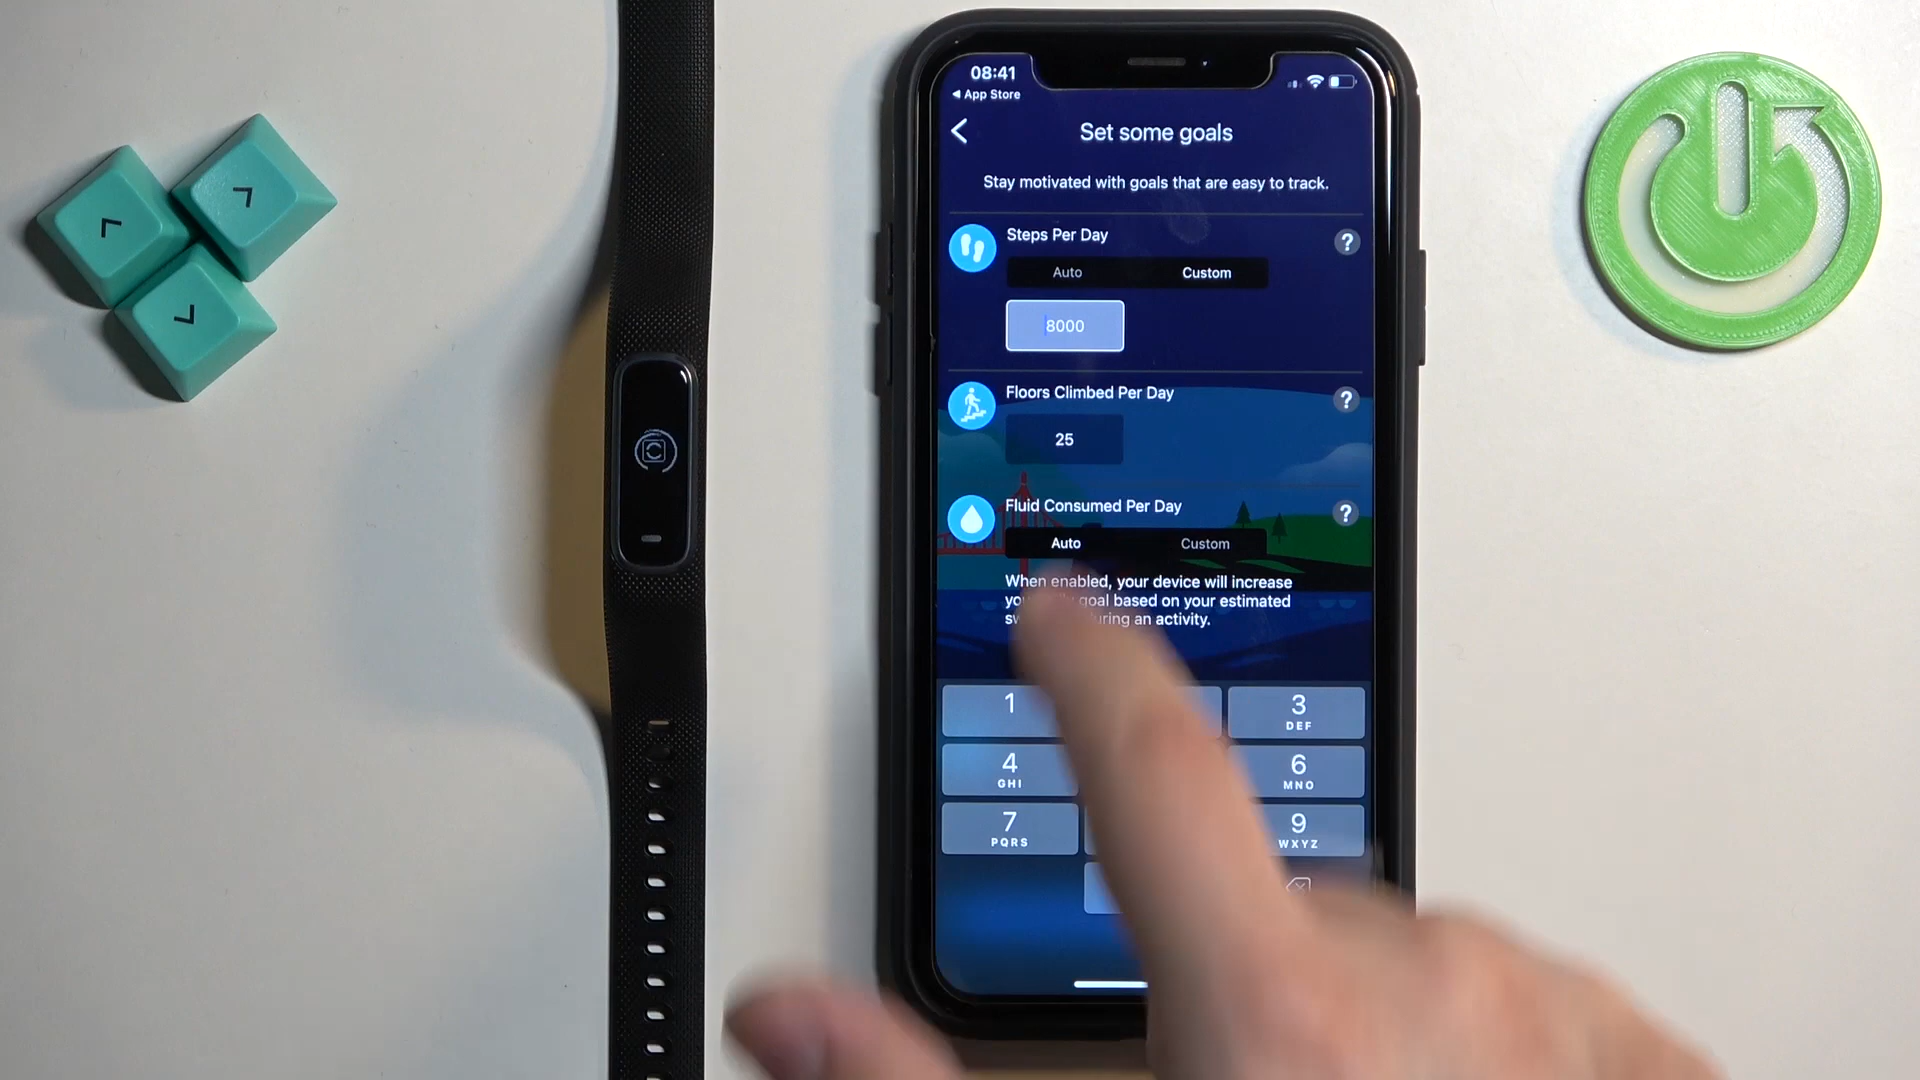 08:41
App Store
Set some goals
Stay motivated with goals that are easy to track.
Steps Per Day
?
Auto
Custom
8000
Floors Climbed Per Day
?
25
Fluid Consumed Per Day
?
Auto
Custom
When enabled, your device will increase
goal based on your estimated
an activity.
1
3
DEF
4
GHI
6
MNO
7
PQRS
9
WXYZ